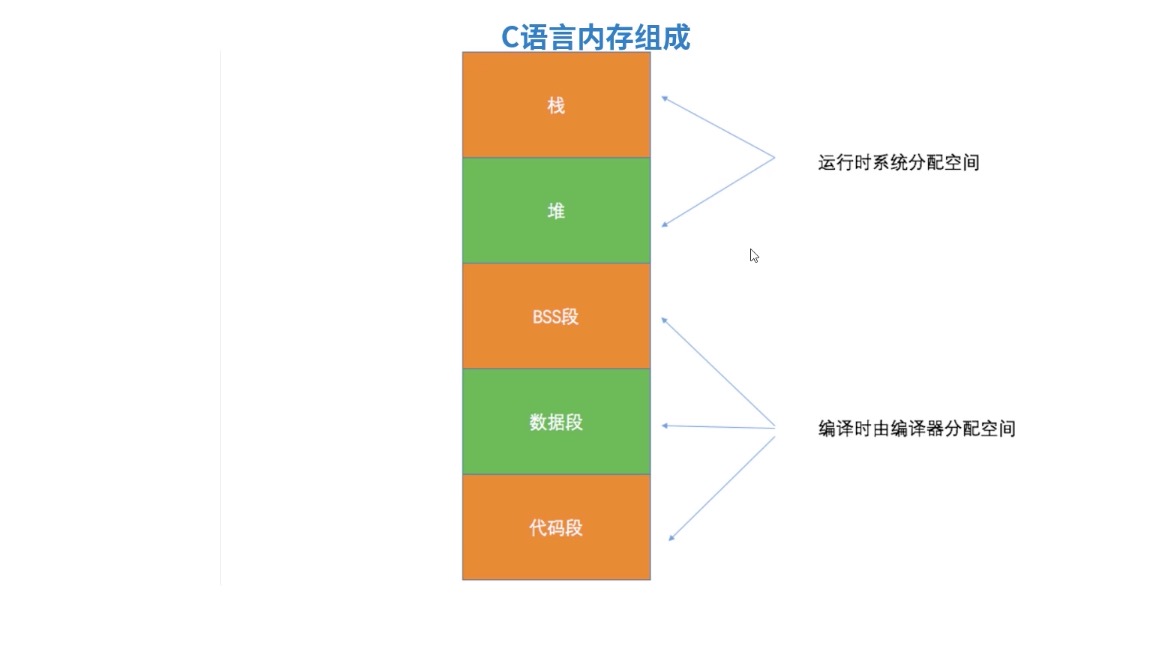 C语言内存组成
栈
运行时系统分配空间
堆
BSS段
数据段
编译时由编译器分配空间
代码段